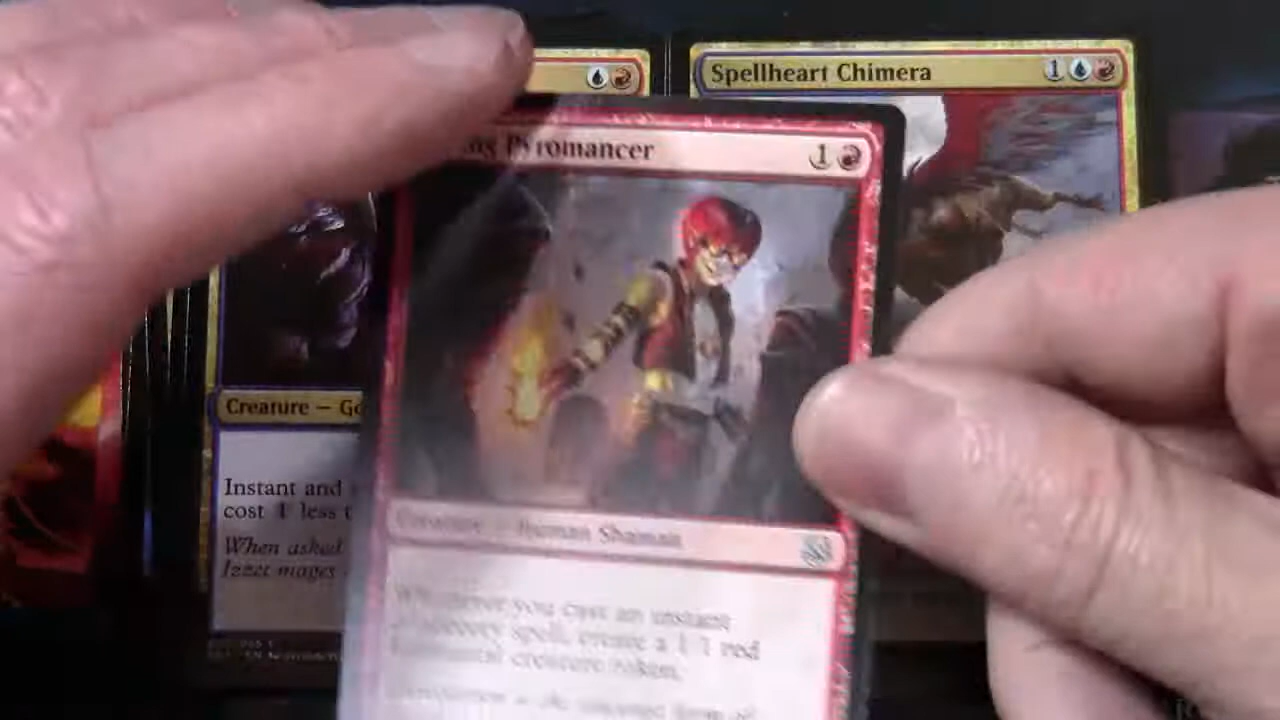 Spellheart Chimera 1
Pyromancer 1
Creature — Human Shaman
Whenever you cast an instant
or sorcery spell, create a 1/1 red
Elemental creature token.
Creature — Go
Instant and
cost 1 less t
When asked
Izzet mages